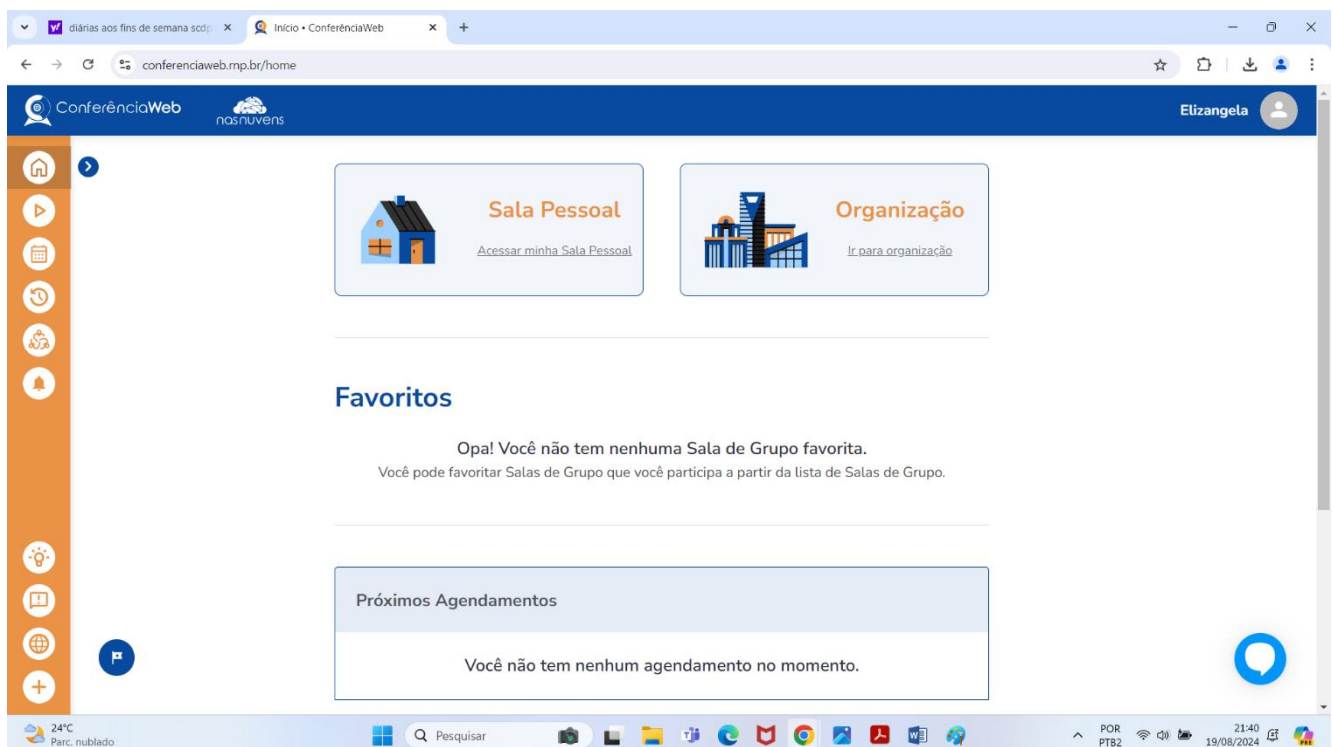 diárias aos fins de semana scdp
Início • ConferênciaWeb
conferenciaweb.rnp.br/home
ConferênciaWeb
nasnuvens
Elizangela
Sala Pessoal
Acessar minha Sala Pessoal
Organização
Ir para organização
Favoritos
Opa! Você não tem nenhuma Sala de Grupo favorita.
Você pode favoritar Salas de Grupo que você participa a partir da lista de Salas de Grupo.
Próximos Agendamentos
Você não tem nenhum agendamento no momento.
24°C
Parc. nublado
Pesquisar
POR
PTB2
21:40
19/08/2024